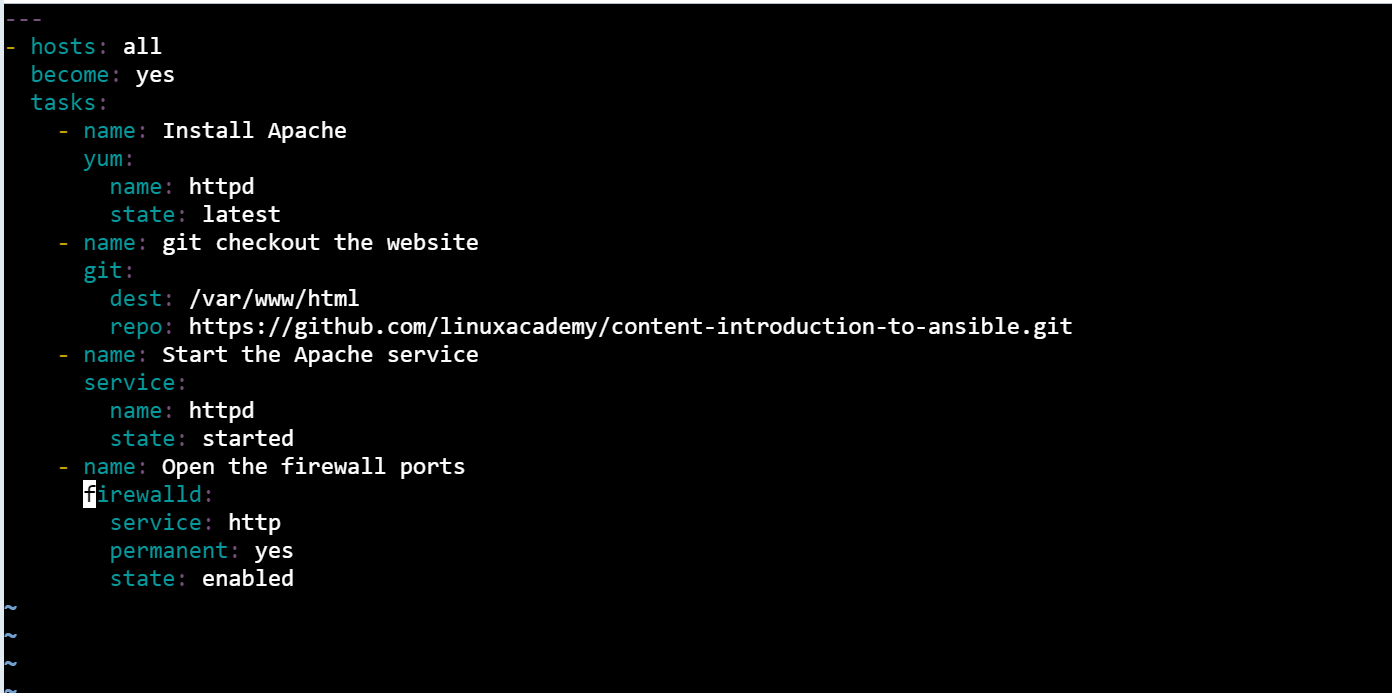 ---
- hosts: all
  become: yes
  tasks:
    - name: Install Apache
      yum:
        name: httpd
        state: latest
    - name: git checkout the website
      git:
        dest: /var/www/html
        repo: https://github.com/linuxacademy/content-introduction-to-ansible.git
    - name: Start the Apache service
      service:
        name: httpd
        state: started
    - name: Open the firewall ports
      firewalld:
        service: http
        permanent: yes
        state: enabled
~
~
~
~